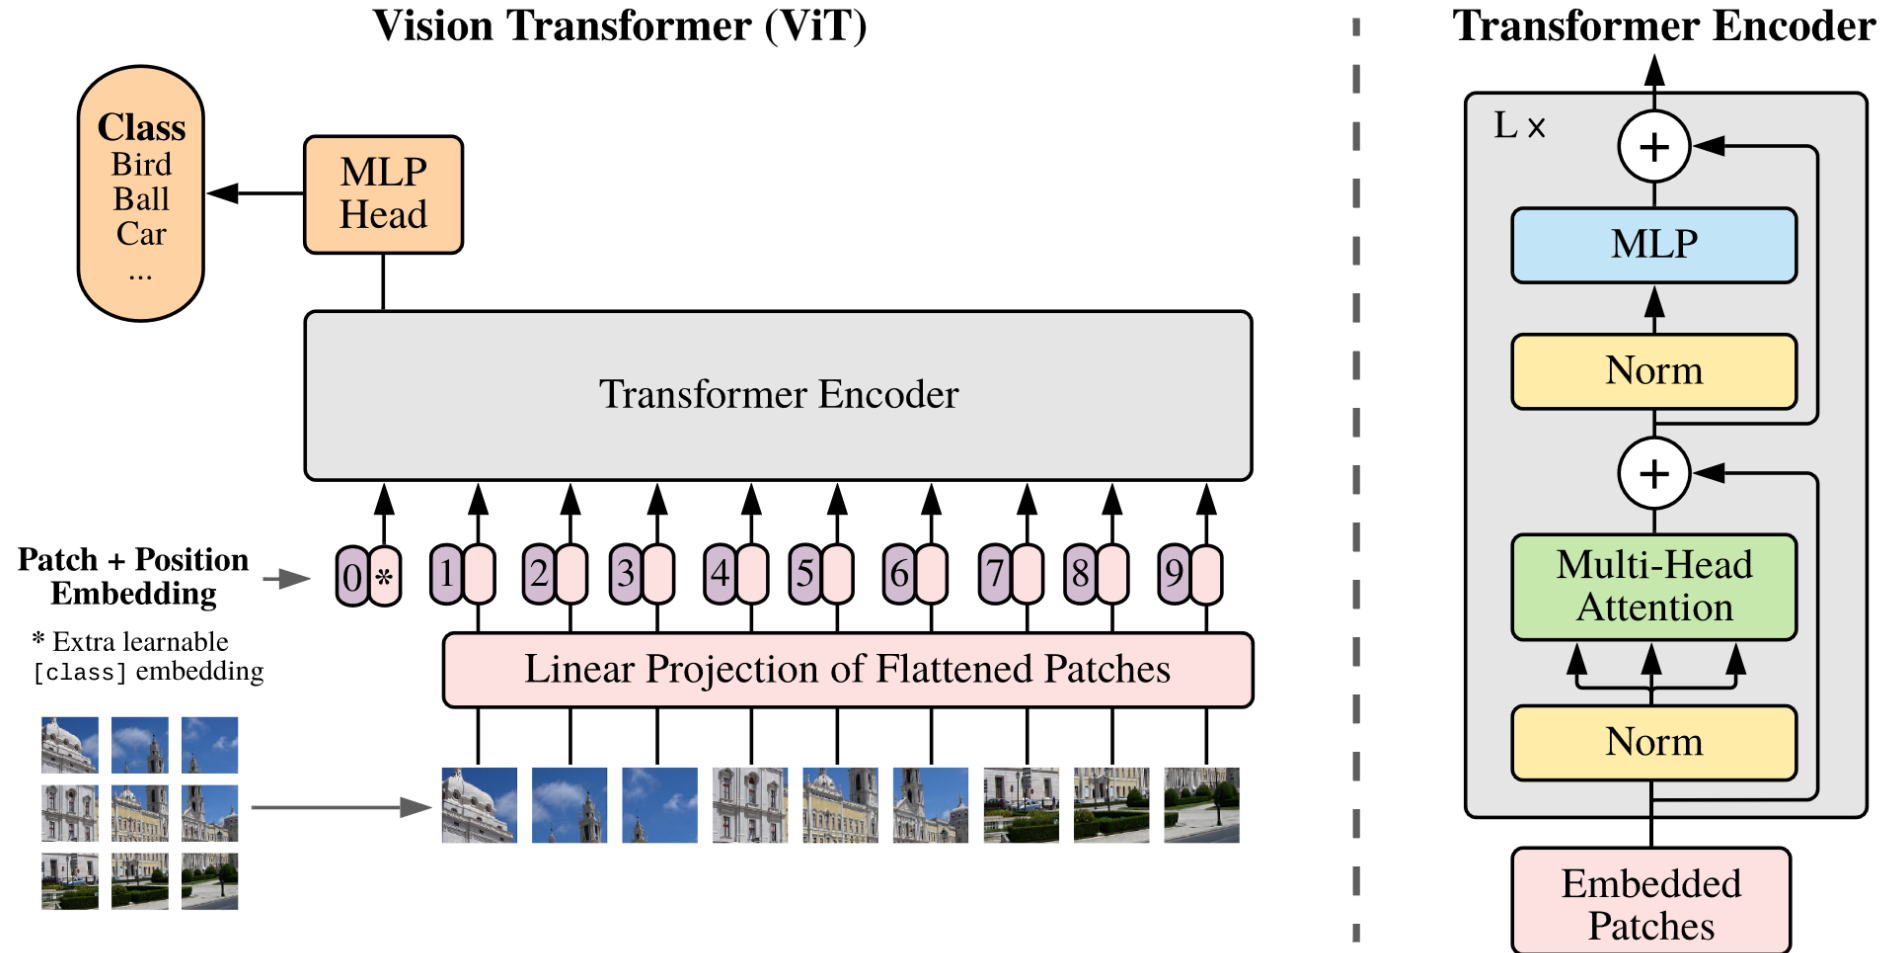 Vision Transformer (ViT)
Class
Bird
Ball
Car
...
MLP
Head
Transformer Encoder
Patch + Position
Embedding
* Extra learnable
[class] embedding
0 * 1 2 3 4 5 6 7 8 9
Linear Projection of Flattened Patches
Transformer Encoder
L ×
+
MLP
Norm
+
Multi-Head
Attention
Norm
Embedded
Patches